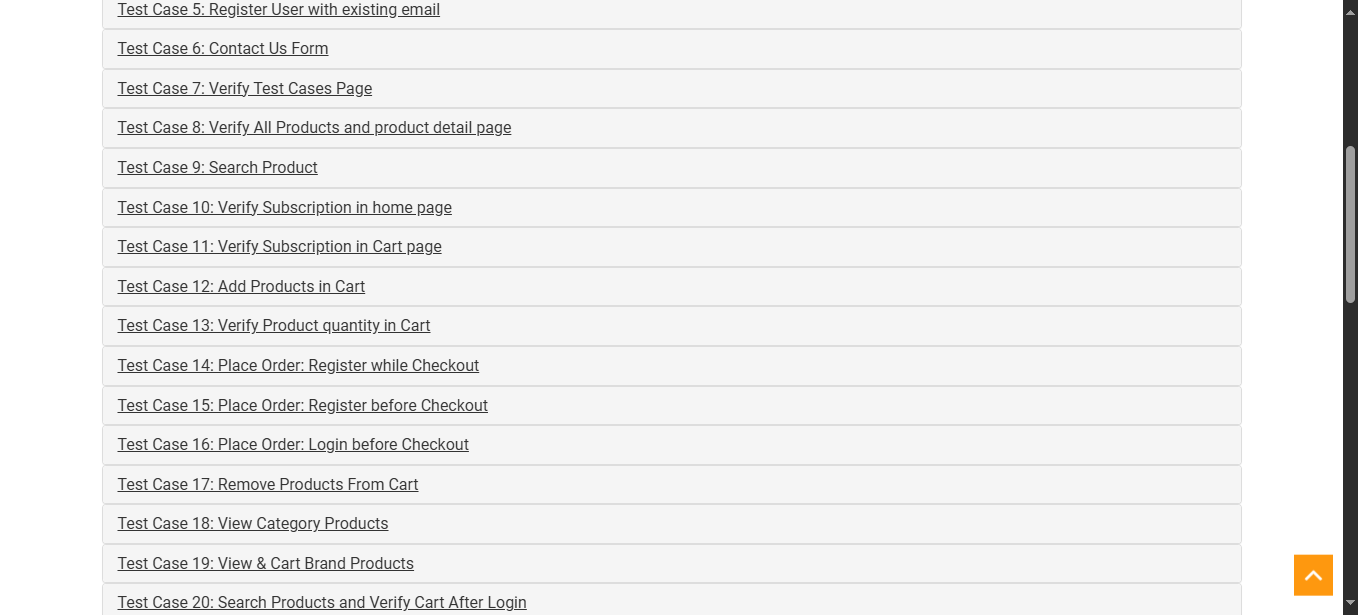 Test Case 5: Register User with existing email
Test Case 6: Contact Us Form
Test Case 7: Verify Test Cases Page
Test Case 8: Verify All Products and product detail page
Test Case 9: Search Product
Test Case 10: Verify Subscription in home page
Test Case 11: Verify Subscription in Cart page
Test Case 12: Add Products in Cart
Test Case 13: Verify Product quantity in Cart
Test Case 14: Place Order: Register while Checkout
Test Case 15: Place Order: Register before Checkout
Test Case 16: Place Order: Login before Checkout
Test Case 17: Remove Products From Cart
Test Case 18: View Category Products
Test Case 19: View & Cart Brand Products
Test Case 20: Search Products and Verify Cart After Login